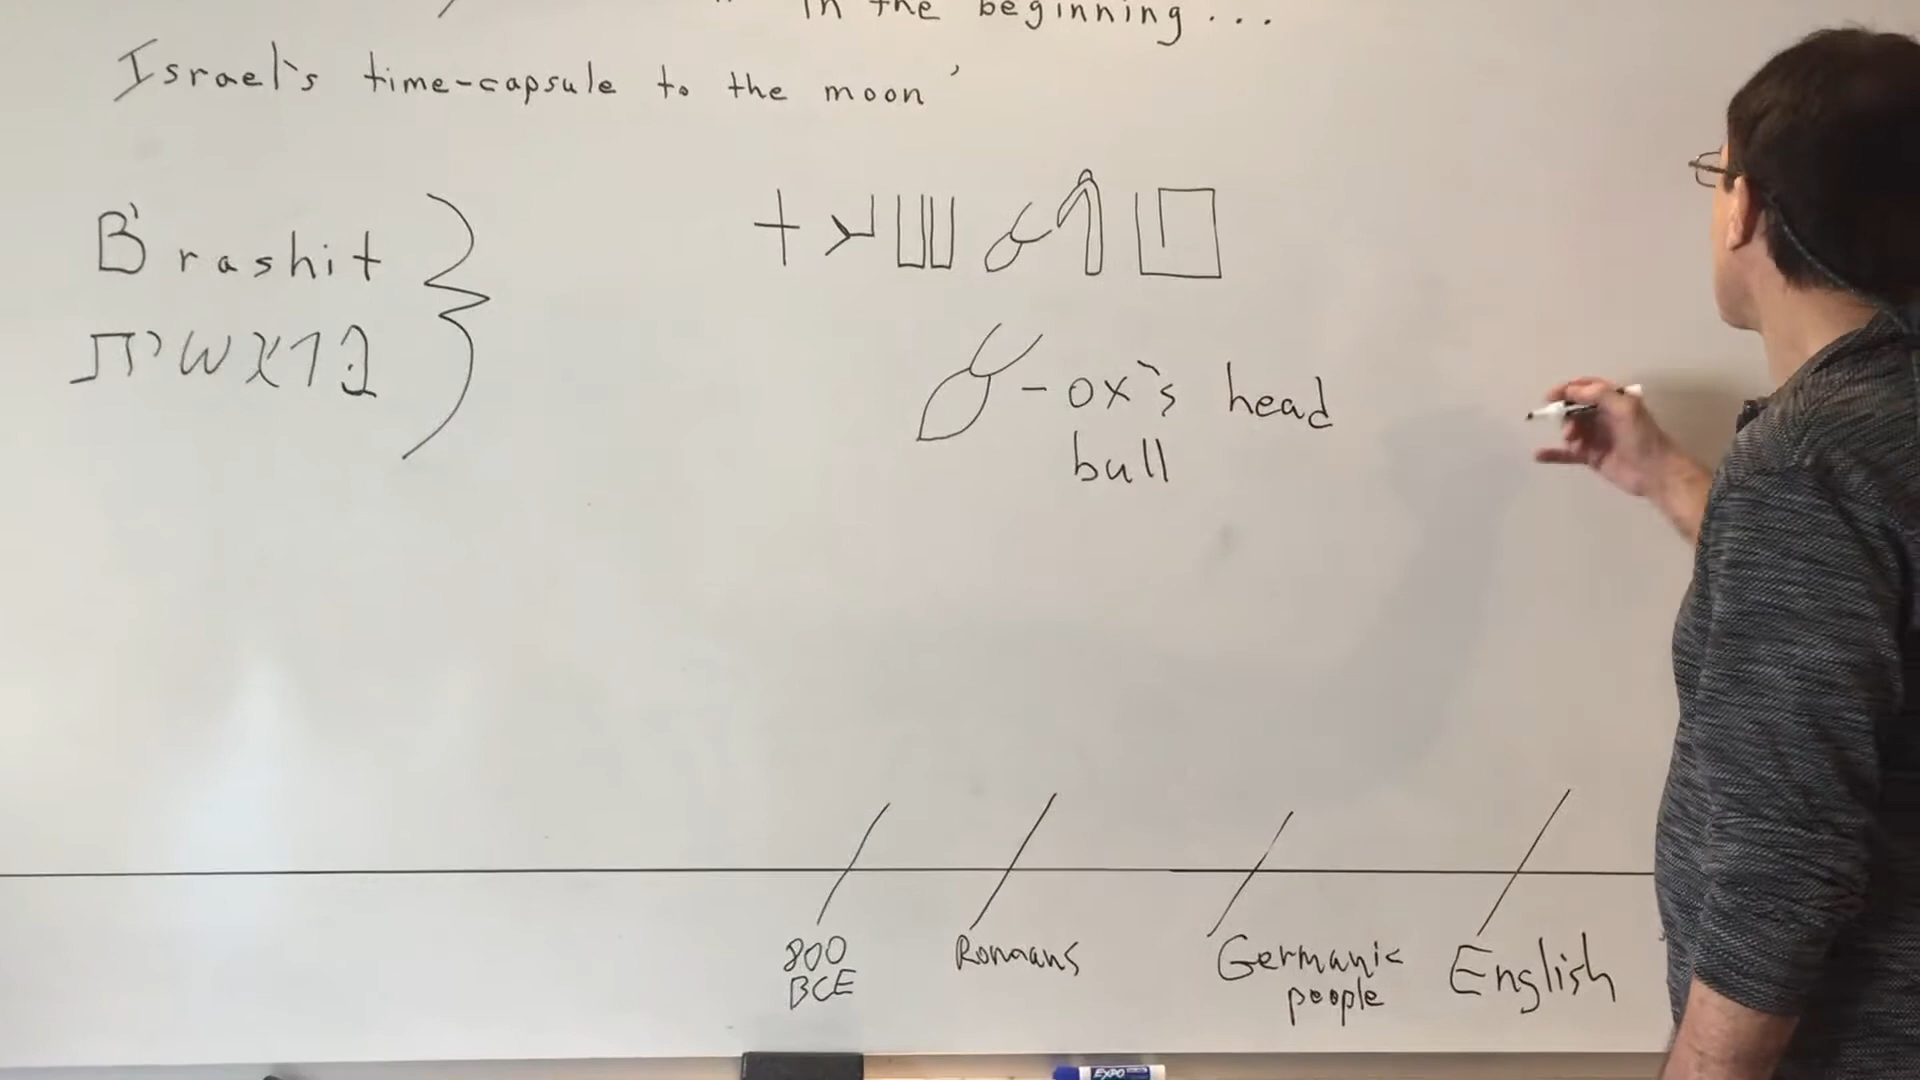 " In the beginning...
Israel's time-capsule to the moon'
B'rashit
בראשית
- ox's head
bull
800 BCE
Romans
Germanic people
English
EXPO